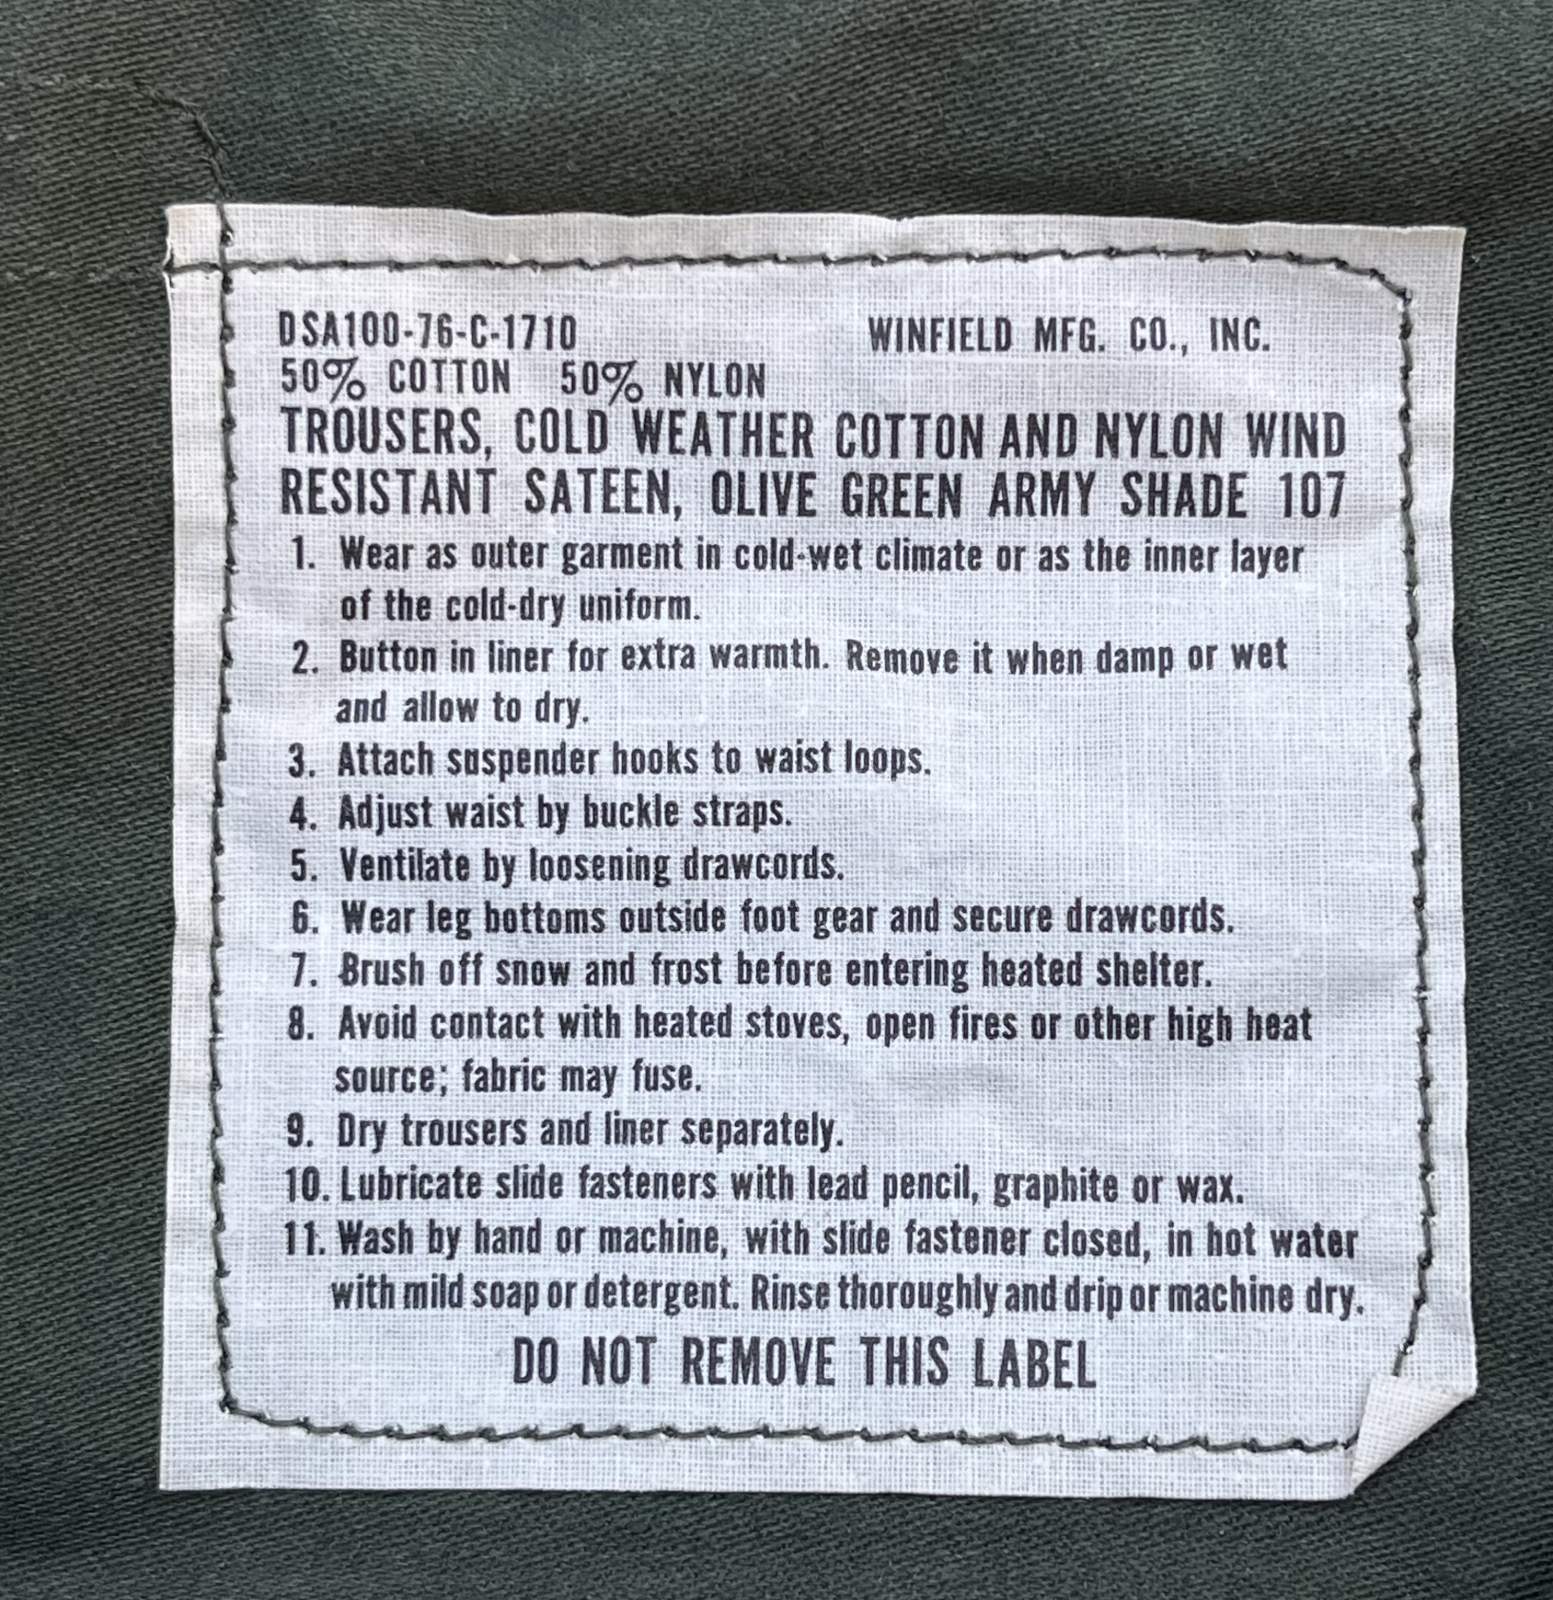 DSA100-76-C-1710 WINFIELD MFG. CO., INC.
50% COTTON 50% NYLON
TROUSERS, COLD WEATHER COTTON AND NYLON WIND
RESISTANT SATEEN, OLIVE GREEN ARMY SHADE 107
1. Wear as outer garment in cold-wet climate or as the inner layer
of the cold-dry uniform.
2. Button in liner for extra warmth. Remove it when damp or wet
and allow to dry.
3. Attach suspender hooks to waist loops.
4. Adjust waist by buckle straps.
5. Ventilate by loosening drawcords.
6. Wear leg bottoms outside foot gear and secure drawcords.
7. Brush off snow and frost before entering heated shelter.
8. Avoid contact with heated stoves, open fires or other high heat
source; fabric may fuse.
9. Dry trousers and liner separately.
10. Lubricate slide fasteners with lead pencil, graphite or wax.
11. Wash by hand or machine, with slide fastener closed, in hot water
with mild soap or detergent. Rinse thoroughly and drip or machine dry.
DO NOT REMOVE THIS LABEL